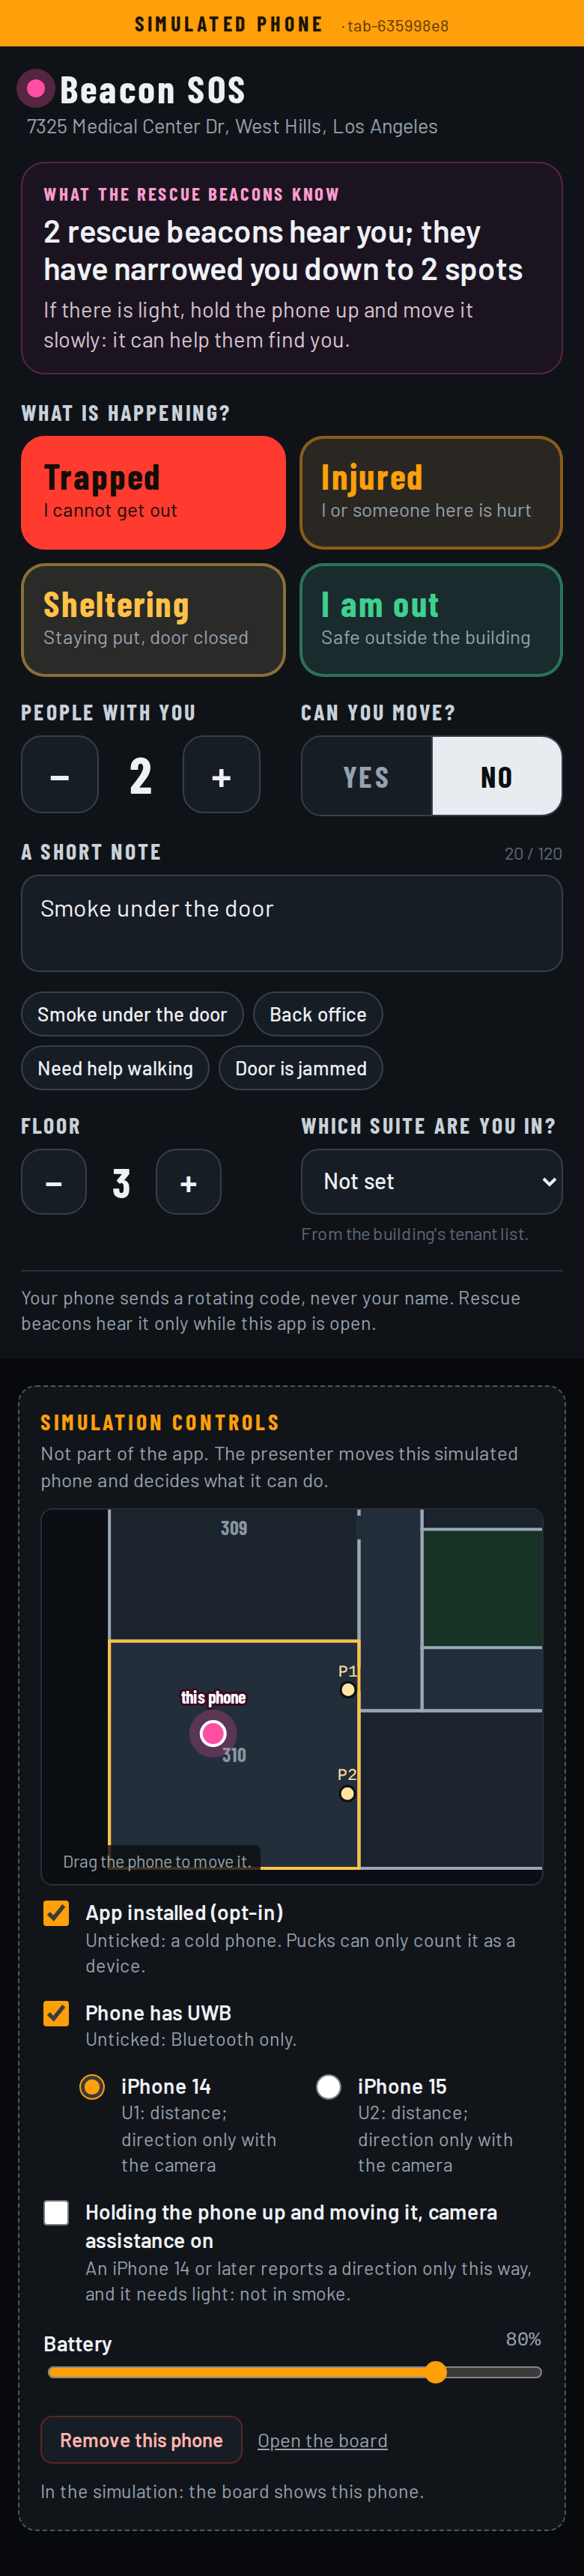 SIMULATED PHONE · tab-635998e8
Beacon SOS
7325 Medical Center Dr, West Hills, Los Angeles
WHAT THE RESCUE BEACONS KNOW
2 rescue beacons hear you; they
have narrowed you down to 2 spots
If there is light, hold the phone up and move it
slowly: it can help them find you.
WHAT IS HAPPENING?
Trapped
I cannot get out
Injured
I or someone here is hurt
Sheltering
Staying put, door closed
I am out
Safe outside the building
PEOPLE WITH YOU
− 2 +
CAN YOU MOVE?
YES NO
A SHORT NOTE 20 / 120
Smoke under the door
Smoke under the door Back office
Need help walking Door is jammed
FLOOR
− 3 +
WHICH SUITE ARE YOU IN?
Not set
From the building's tenant list.
Your phone sends a rotating code, never your name. Rescue
beacons hear it only while this app is open.
SIMULATION CONTROLS
Not part of the app. The presenter moves this simulated
phone and decides what it can do.
309
P1
this phone
310
P2
Drag the phone to move it.
App installed (opt-in)
Unticked: a cold phone. Pucks can only count it as a
device.
Phone has UWB
Unticked: Bluetooth only.
iPhone 14
U1: distance;
direction only with
the camera
iPhone 15
U2: distance;
direction only with
the camera
Holding the phone up and moving it, camera
assistance on
An iPhone 14 or later reports a direction only this way,
and it needs light: not in smoke.
Battery 80%
Remove this phone Open the board
In the simulation: the board shows this phone.